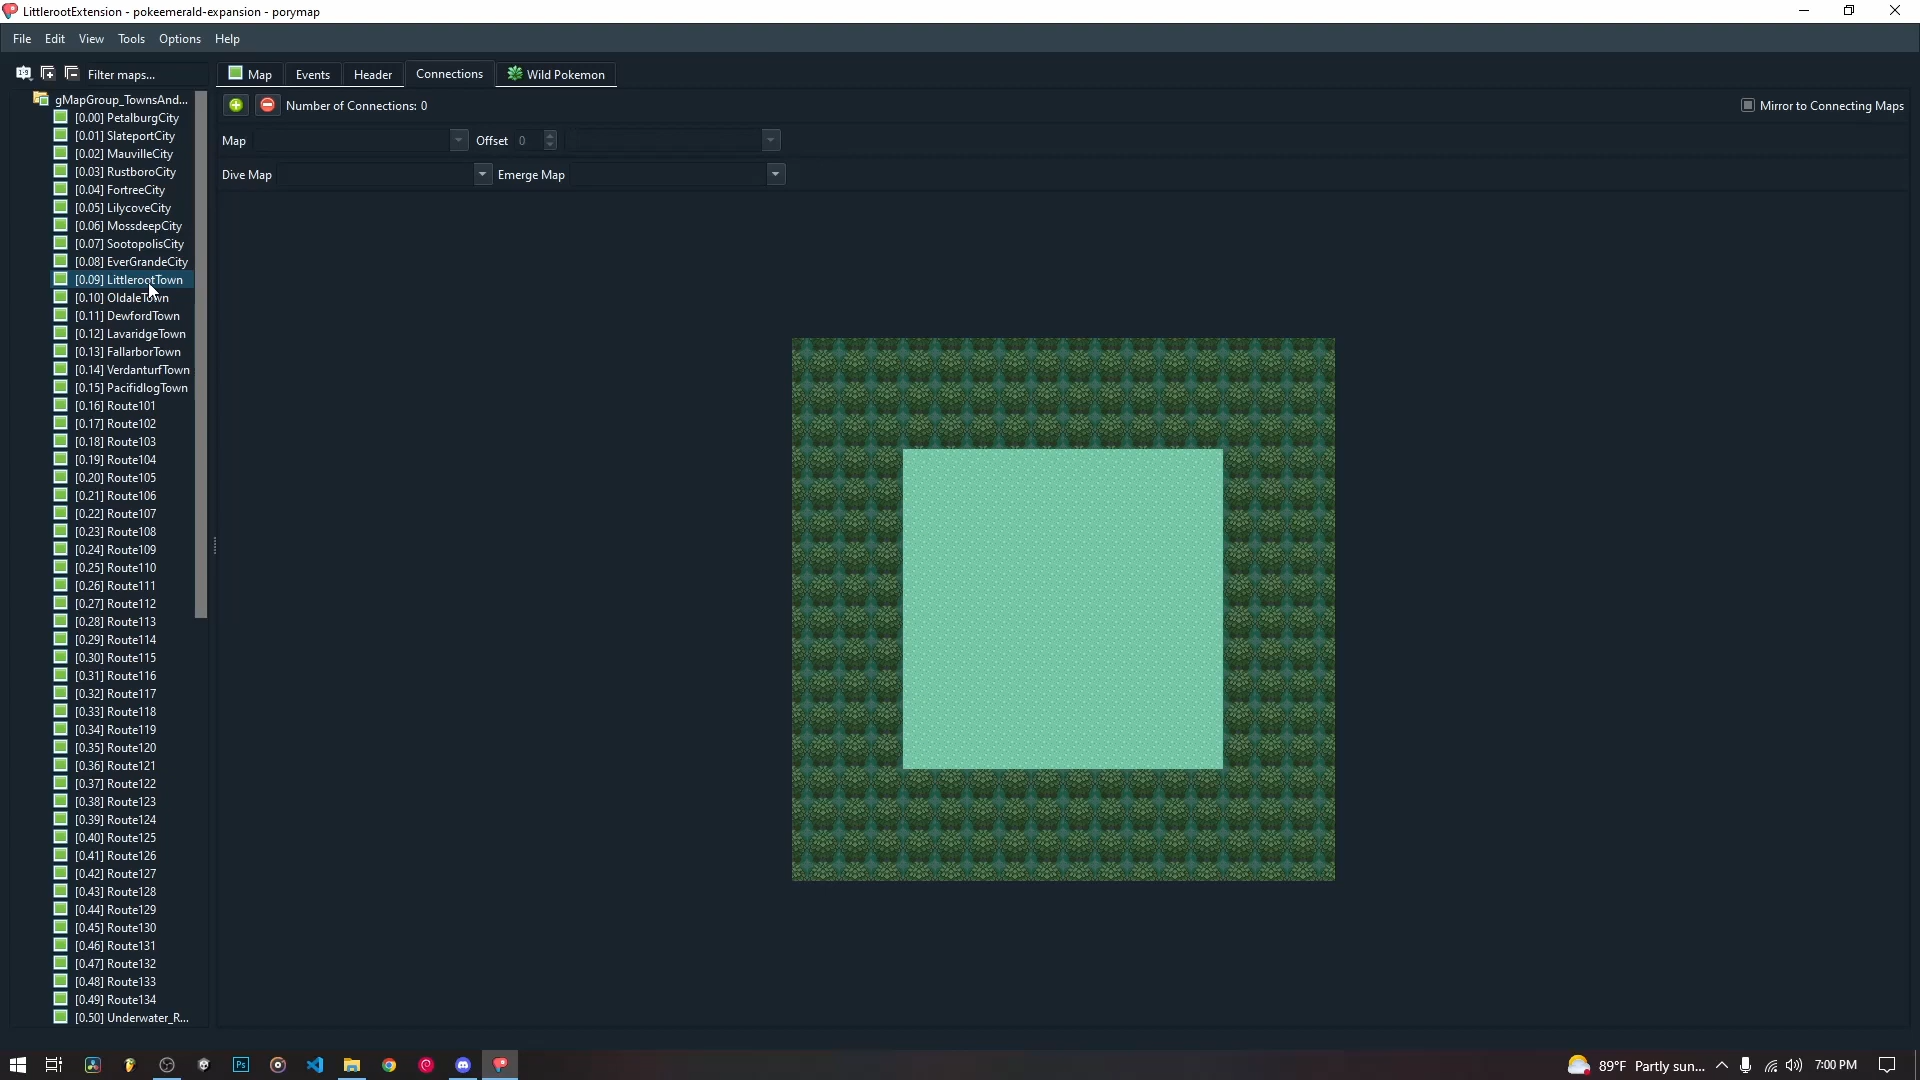 LittlerootExtension - pokeemerald-expansion - porymap
File Edit View Tools Options Help
Filter maps...
Map Events Header Connections Wild Pokemon
Number of Connections: 0
Mirror to Connecting Maps
Map Offset 0
Dive Map Emerge Map
gMapGroup_TownsAnd...
[0.00] PetalburgCity
[0.01] SlateportCity
[0.02] MauvilleCity
[0.03] RustboroCity
[0.04] FortreeCity
[0.05] LilycoveCity
[0.06] MossdeepCity
[0.07] SootopolisCity
[0.08] EverGrandeCity
[0.09] LittlerootTown
[0.10] OldaleTown
[0.11] DewfordTown
[0.12] LavaridgeTown
[0.13] FallarborTown
[0.14] VerdanturfTown
[0.15] PacifidlogTown
[0.16] Route101
[0.17] Route102
[0.18] Route103
[0.19] Route104
[0.20] Route105
[0.21] Route106
[0.22] Route107
[0.23] Route108
[0.24] Route109
[0.25] Route110
[0.26] Route111
[0.27] Route112
[0.28] Route113
[0.29] Route114
[0.30] Route115
[0.31] Route116
[0.32] Route117
[0.33] Route118
[0.34] Route119
[0.35] Route120
[0.36] Route121
[0.37] Route122
[0.38] Route123
[0.39] Route124
[0.40] Route125
[0.41] Route126
[0.42] Route127
[0.43] Route128
[0.44] Route129
[0.45] Route130
[0.46] Route131
[0.47] Route132
[0.48] Route133
[0.49] Route134
[0.50] Underwater_R...
Ps
89°F Partly sun... 7:00 PM